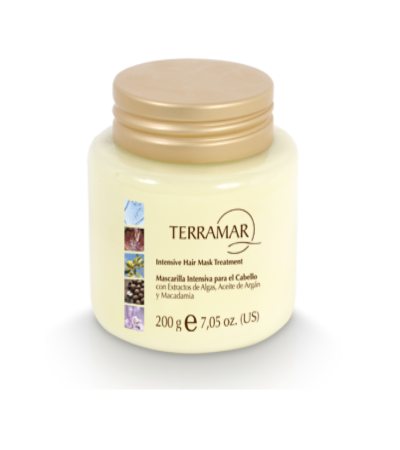 TERRAMAR
Intensive Hair Mask Treatment
Mascarilla Intensiva para el Cabello
con Extractos de Algas, Aceite de Argán
y Macadamia
200 g e 7,05 oz. (US)